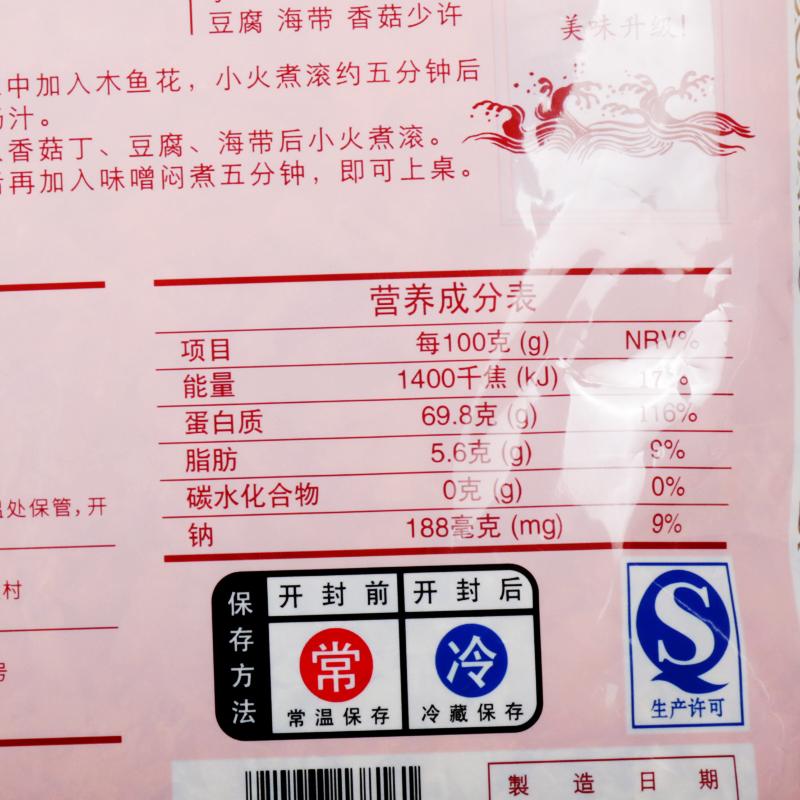 豆腐 海带 香菇少许
美味升级!
中加入木鱼花，小火煮滚约五分钟后
汁。
香菇丁、豆腐、海带后小火煮滚。
再加入味噌闷煮五分钟，即可上桌。
营养成分表
项目 每100克 (g) NRV%
能量 1400千焦 (kJ) 17%
蛋白质 69.8克 (g) 116%
脂肪 5.6克 (g) 9%
碳水化合物 0克 (g) 0%
钠 188毫克 (mg) 9%
处保管,开
村
号
保存方法
开封前 开封后
常 冷
常温保存 冷藏保存
S
生产许可
製造日期